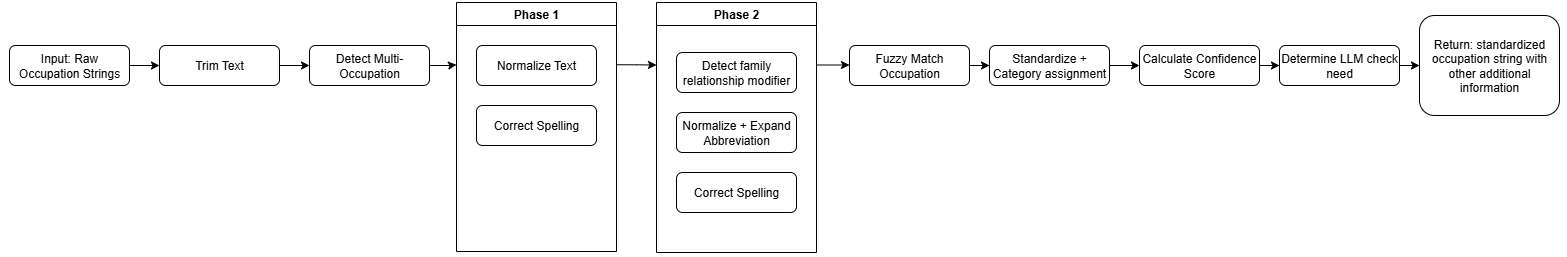 Input: Raw
Occupation Strings
Trim Text
Detect Multi-
Occupation
Phase 1
Normalize Text
Correct Spelling
Phase 2
Detect family
relationship modifier
Normalize + Expand
Abbreviation
Correct Spelling
Fuzzy Match
Occupation
Standardize +
Category assignment
Calculate Confidence
Score
Determine LLM check
need
Return: standardized
occupation string with
other additional
information